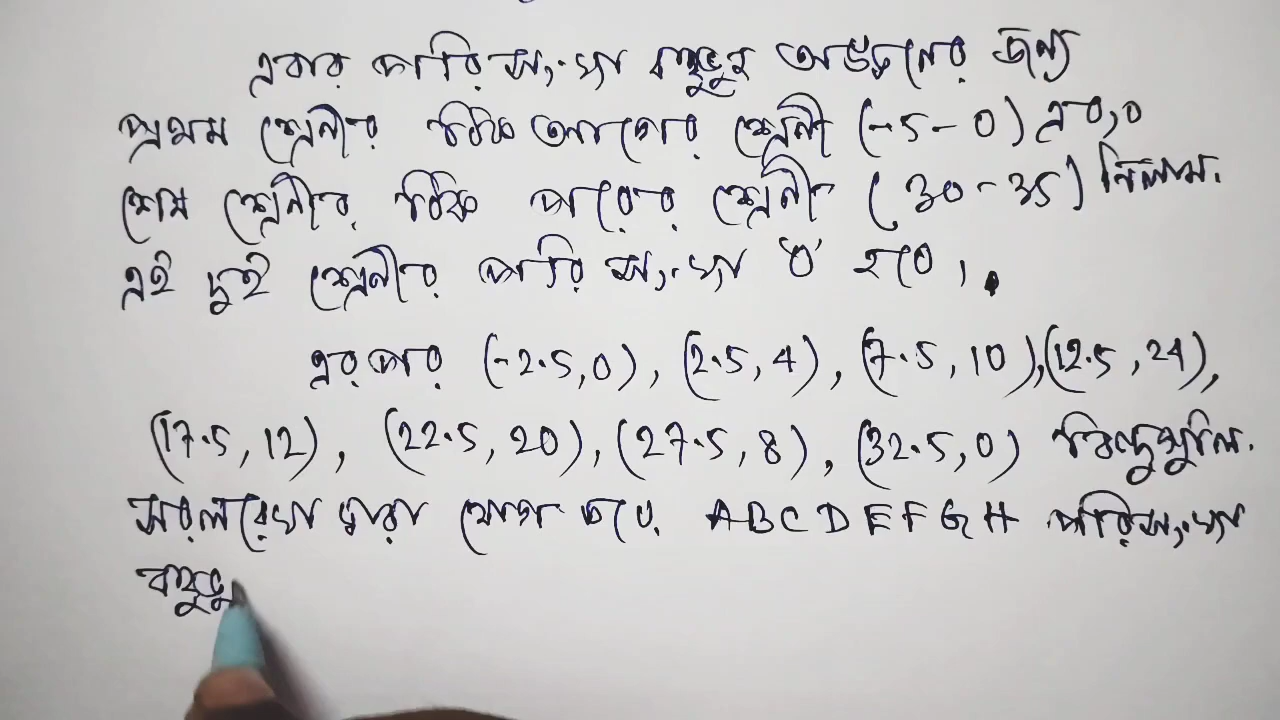 এবার পরিসংখ্যা বহুভুজ অঙ্কনের জন্য
প্রথম শ্রেণীর ঠিক আগের শ্রেণী (-5-0) এবং
শেষ শ্রেণীর ঠিক পরের শ্রেণী (30-35) নিলাম.
এই দুই শ্রেণীর পরিসংখ্যা '0' হবে,.
এরপর (-2.5,0), (2.5,4), (7.5,10),(12.5,24),
(17.5,12), (22.5,20), (27.5,8), (32.5,0) বিন্দুগুলি.
সরলরেখা দ্বারা যোগ করে ABCDEFGH পরিসংখ্যা
বহুভু